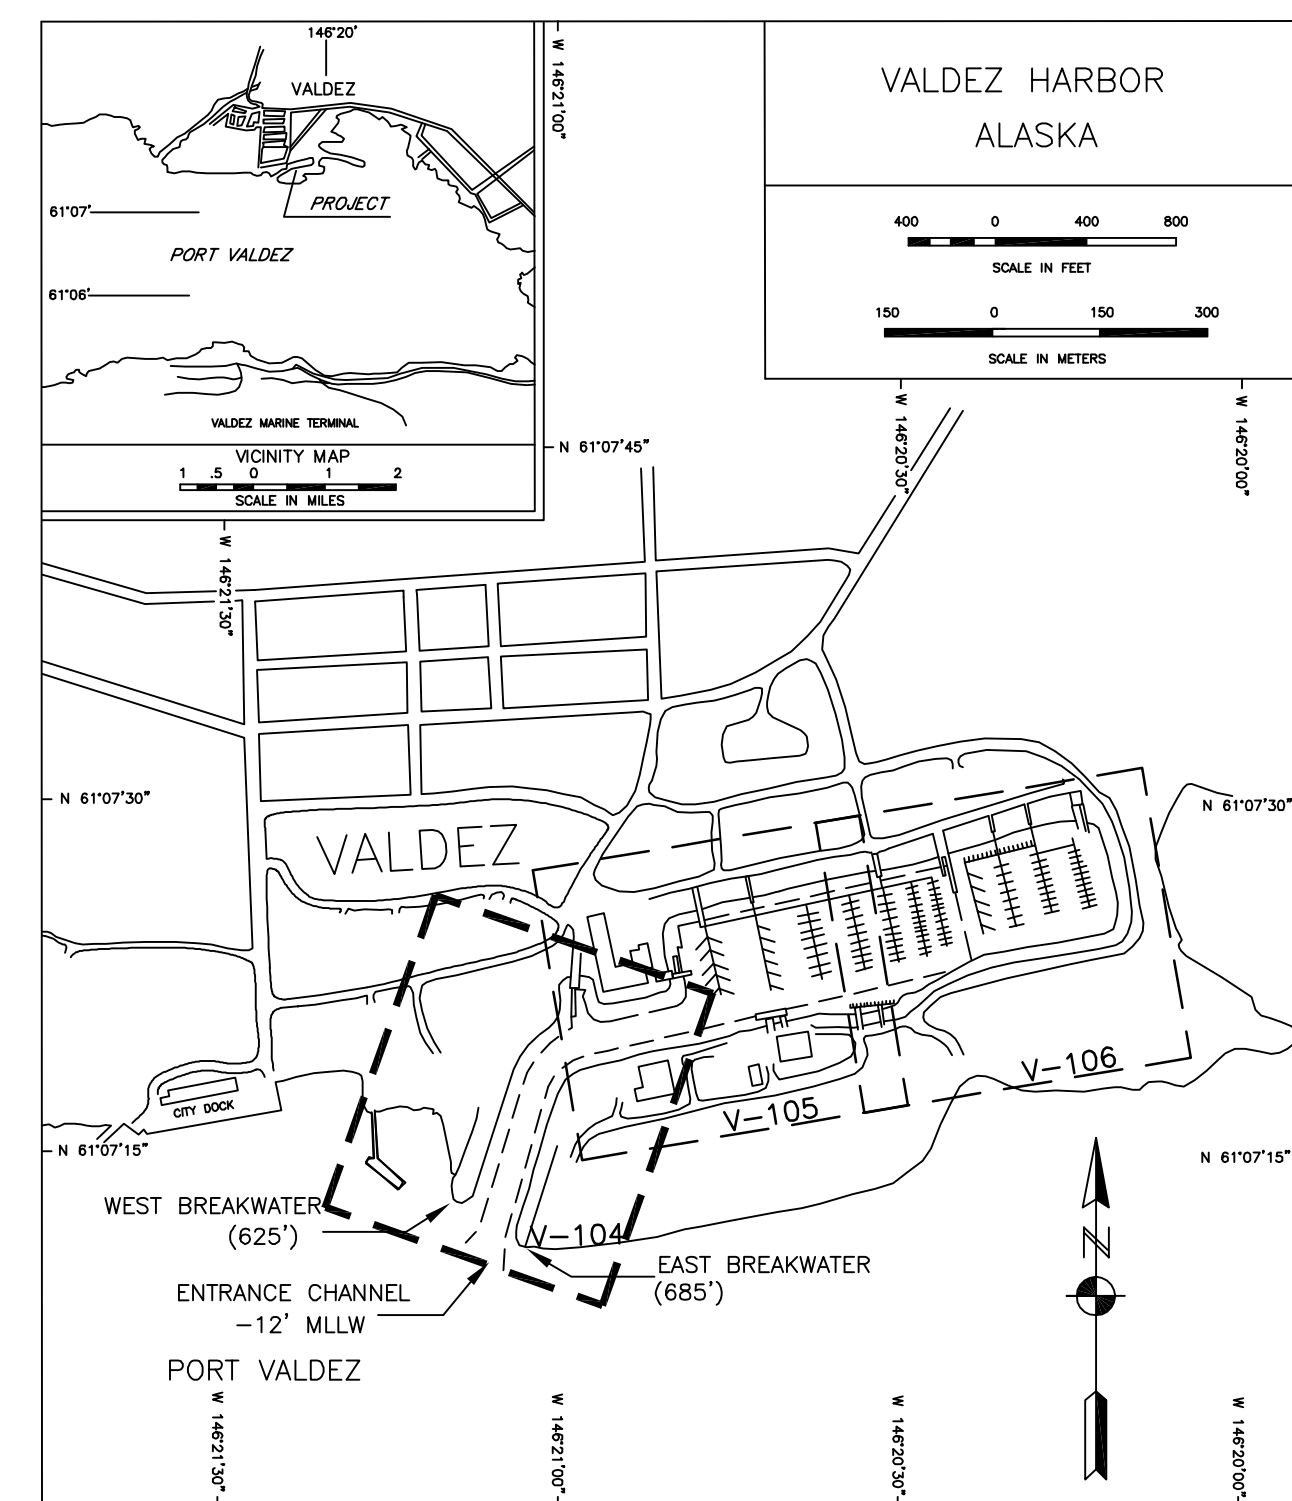 146°20'
VALDEZ
PROJECT
61°07'
PORT VALDEZ
61°06'
VALDEZ MARINE TERMINAL
VICINITY MAP
1 .5 0 1 2
SCALE IN MILES
W 146°21'00"
VALDEZ HARBOR
ALASKA
400 0 400 800
SCALE IN FEET
150 0 150 300
SCALE IN METERS
N 61°07'45"
W 146°20'30"
W 146°20'00"
W 146°21'30"
N 61°07'30"
N 61°07'30"
VALDEZ
CITY DOCK
V-106
V-105
N 61°07'15"
N 61°07'15"
WEST BREAKWATER
(625')
V-104
EAST BREAKWATER
(685')
ENTRANCE CHANNEL
-12' MLLW
N
PORT VALDEZ
W 146°21'30"
W 146°21'00"
W 146°20'30"
W 146°20'00"